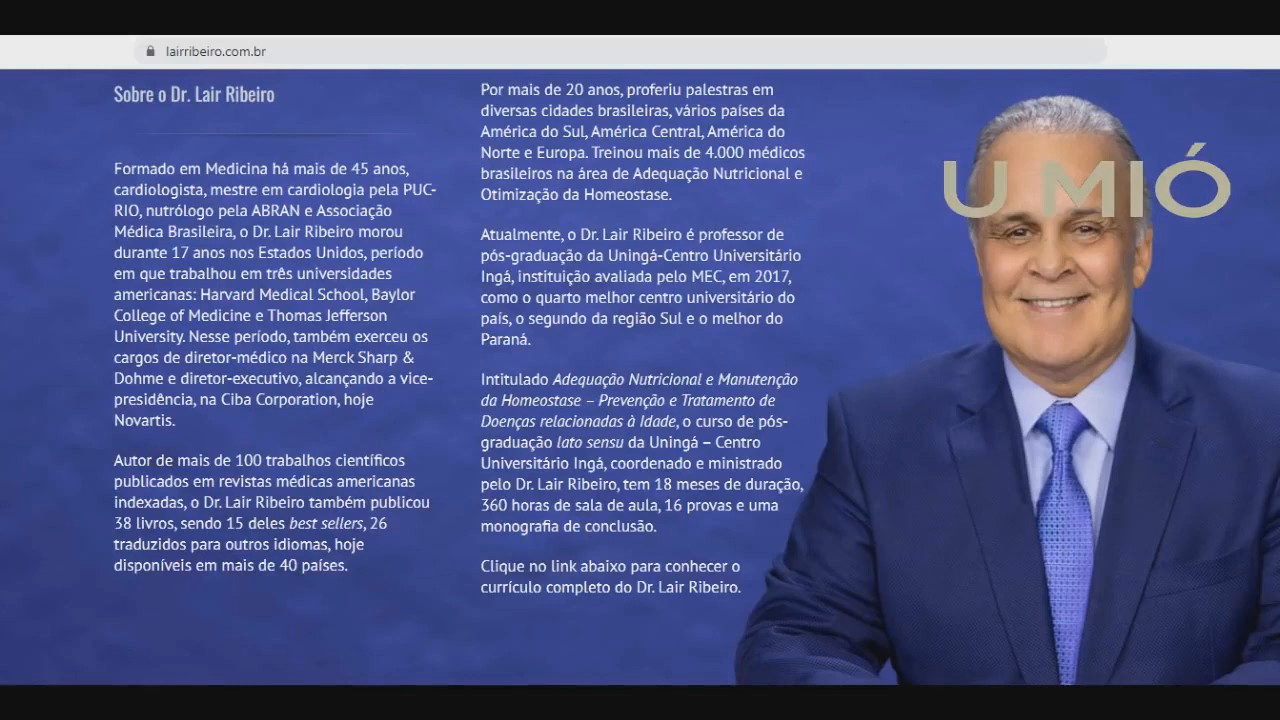 lairribeiro.com.br
Sobre o Dr. Lair Ribeiro
Formado em Medicina há mais de 45 anos,
cardiologista, mestre em cardiologia pela PUC-
RIO, nutrólogo pela ABRAN e Associação
Médica Brasileira, o Dr. Lair Ribeiro morou
durante 17 anos nos Estados Unidos, período
em que trabalhou em três universidades
americanas: Harvard Medical School, Baylor
College of Medicine e Thomas Jefferson
University. Nesse período, também exerceu os
cargos de diretor-médico na Merck Sharp &
Dohme e diretor-executivo, alcançando a vice-
presidência, na Ciba Corporation, hoje
Novartis.
Autor de mais de 100 trabalhos científicos
publicados em revistas médicas americanas
indexadas, o Dr. Lair Ribeiro também publicou
38 livros, sendo 15 deles best sellers, 26
traduzidos para outros idiomas, hoje
disponíveis em mais de 40 países.
Por mais de 20 anos, proferiu palestras em
diversas cidades brasileiras, vários países da
América do Sul, América Central, América do
Norte e Europa. Treinou mais de 4.000 médicos
brasileiros na área de Adequação Nutricional e
Otimização da Homeostase.
Atualmente, o Dr. Lair Ribeiro é professor de
pós-graduação da Uningá-Centro Universitário
Ingá, instituição avaliada pelo MEC, em 2017,
como o quarto melhor centro universitário do
país, o segundo da região Sul e o melhor do
Paraná.
Intitulado Adequação Nutricional e Manutenção
da Homeostase – Prevenção e Tratamento de
Doenças relacionadas à Idade, o curso de pós-
graduação lato sensu da Uningá – Centro
Universitário Ingá, coordenado e ministrado
pelo Dr. Lair Ribeiro, tem 18 meses de duração,
360 horas de sala de aula, 16 provas e uma
monografia de conclusão.
Clique no link abaixo para conhecer o
currículo completo do Dr. Lair Ribeiro.
U MIÓ